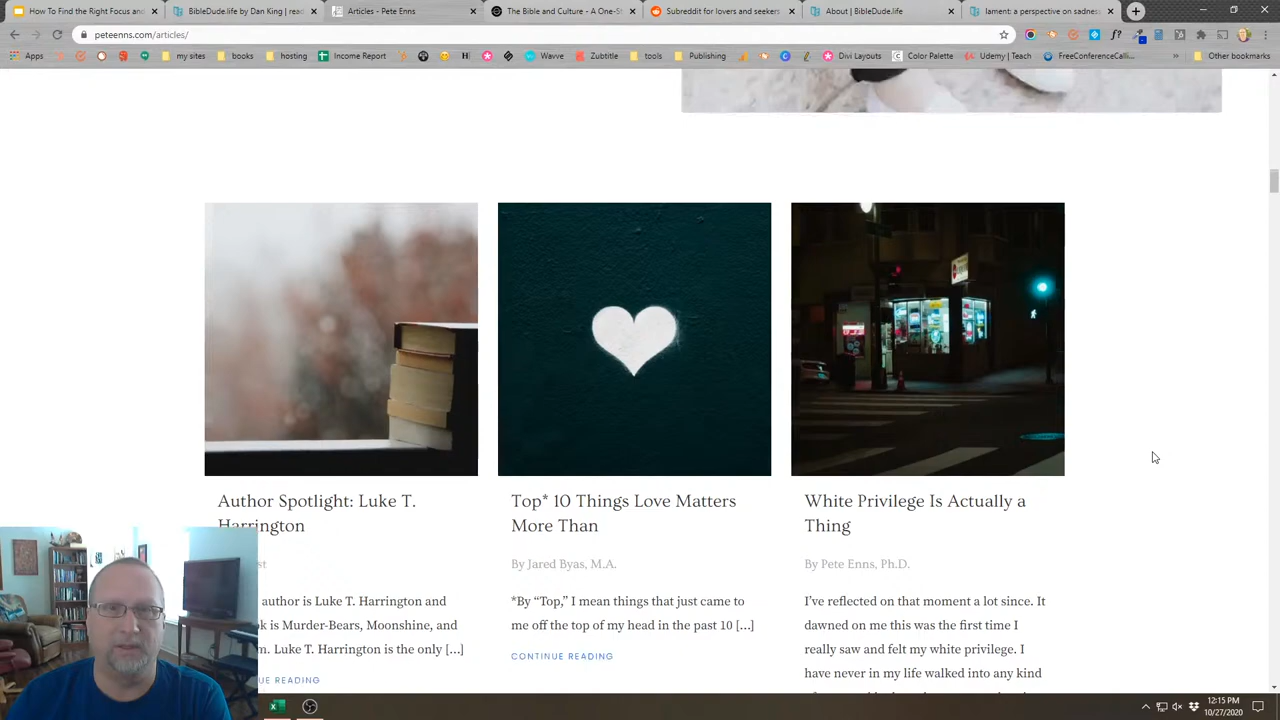 How To Find the Right Focus and
BibleDude.life by Dan King | rea
Articles - Pete Enns
The Bible and Culture - A One-St
Subreddit for lovers and seekers
About | BibleDude.life
lament: a perspective on sadness
peteenns.com/articles/
Apps
my sites
books
hosting
Income Report
Wavve
Zubtitle
tools
Publishing
Divi Layouts
Color Palette
Udemy | Teach
FreeConferenceCalli...
Other bookmarks
Author Spotlight: Luke T.
Harrington
st
author is Luke T. Harrington and
k is Murder-Bears, Moonshine, and
m. Luke T. Harrington is the only [...]
UE READING
Top* 10 Things Love Matters
More Than
By Jared Byas, M.A.
*By “Top,” I mean things that just came to
me off the top of my head in the past 10 [...]
CONTINUE READING
White Privilege Is Actually a
Thing
By Pete Enns, Ph.D.
I’ve reflected on that moment a lot since. It
dawned on me this was the first time I
really saw and felt my white privilege. I
have never in my life walked into any kind
12:15 PM
10/27/2020